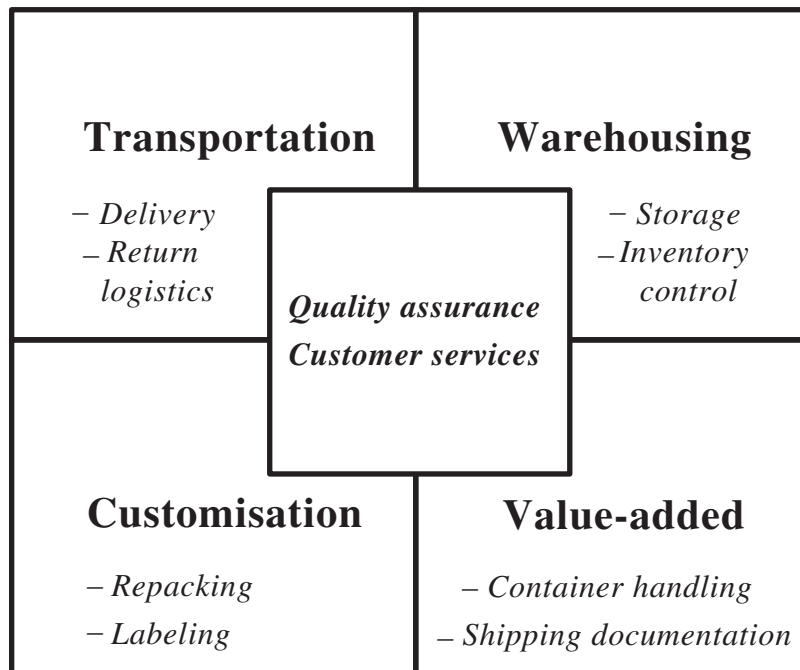 Transportation
– Delivery
– Return
logistics
Warehousing
– Storage
– Inventory
control
Quality assurance
Customer services
Customisation
– Repacking
– Labeling
Value-added
– Container handling
– Shipping documentation